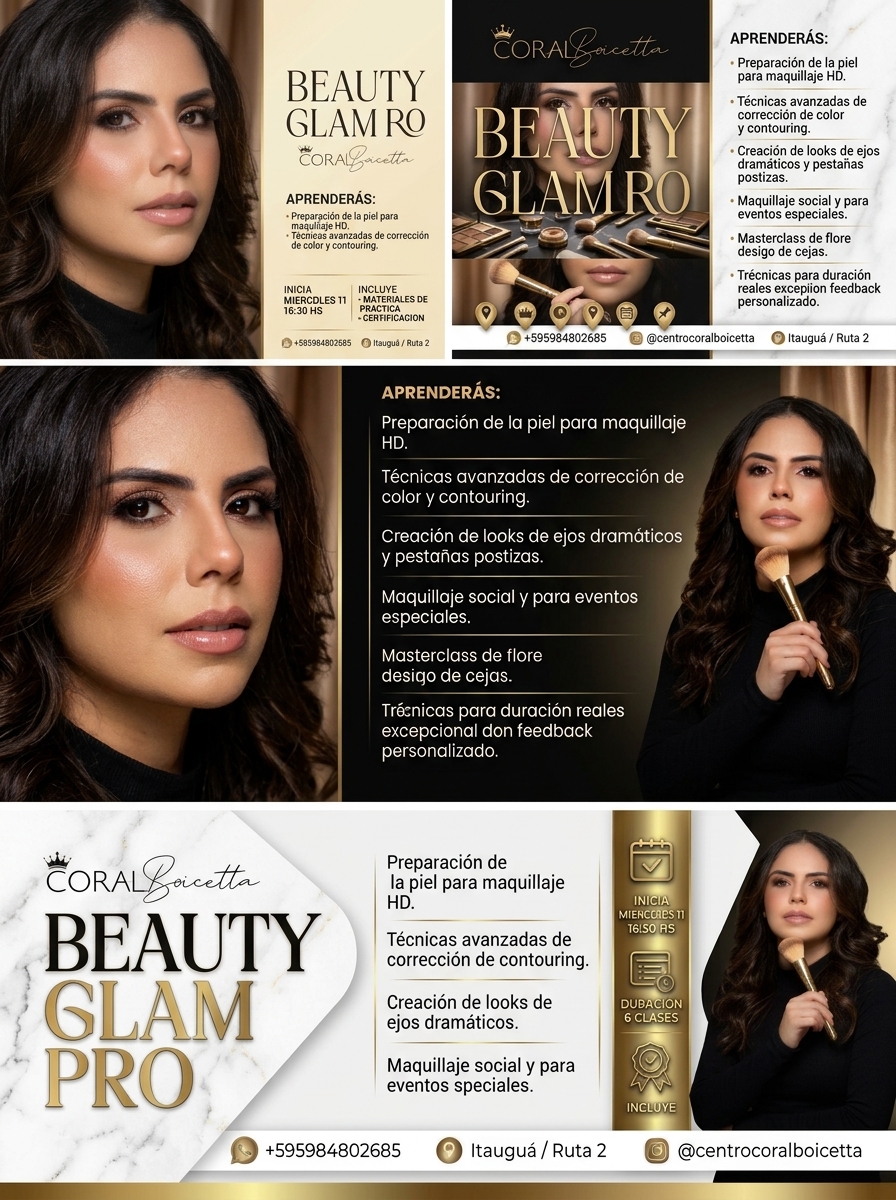 BEAUTY
GLAM RO
CORAL Boicetta
APRENDERÁS:
• Preparación de la piel para
maquillaje HD.
• Técnicas avanzadas de corrección
de color y contouring.
INICIA
MIERCDLES 11
16:30 HS
INCLUYE
• MATERIALES DE
PRACTICA
• CERTIFICACION
+585984802685
Itauguá / Ruta 2
CORAL Boicetta
BEAUTY
GLAM RO
APRENDERÁS:
• Preparación de la piel
para maquillaje HD.
• Técnicas avanzadas de
corrección de color
y contouring.
• Creación de looks de ejos
dramáticos y pestañas
postizas.
• Maquillaje social y para
eventos especiales.
• Masterclass de flore
desigo de cejas.
• Trécnicas para duración
reales excepiion feedback
personalizado.
+595984802685
@centrocoralboicetta
Itauguá / Ruta 2
APRENDERÁS:
Preparación de la piel para maquillaje
HD.
Técnicas avanzadas de corrección de
color y contouring.
Creación de looks de ejos dramáticos
y pestañas postizas.
Maquillaje social y para eventos
especiales.
Masterclass de flore
desigo de cejas.
Trécnicas para duración reales
excepcional don feedback
personalizado.
CORAL Boicetta
BEAUTY
GLAM
PRO
Preparación de
la piel para maquillaje
HD.
Técnicas avanzadas de
corrección de contouring.
Creación de looks de
ejos dramáticos.
Maquillaje social y para
eventos speciales.
INICIA
11
HS
DUBACIÓN
6 CLASES
INCLUYE
+595984802685
Itauguá / Ruta 2
@centrocoralboicetta